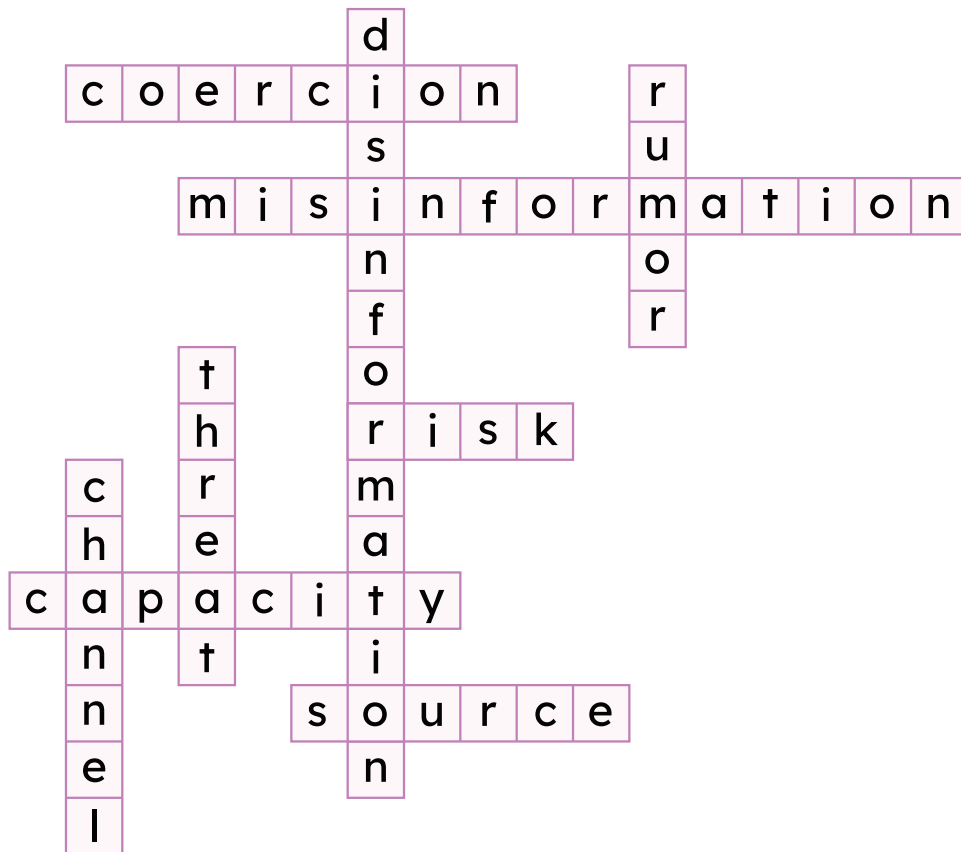 disinformation
coercion
rumor
misinformation
threat
risk
channel
capacity
source